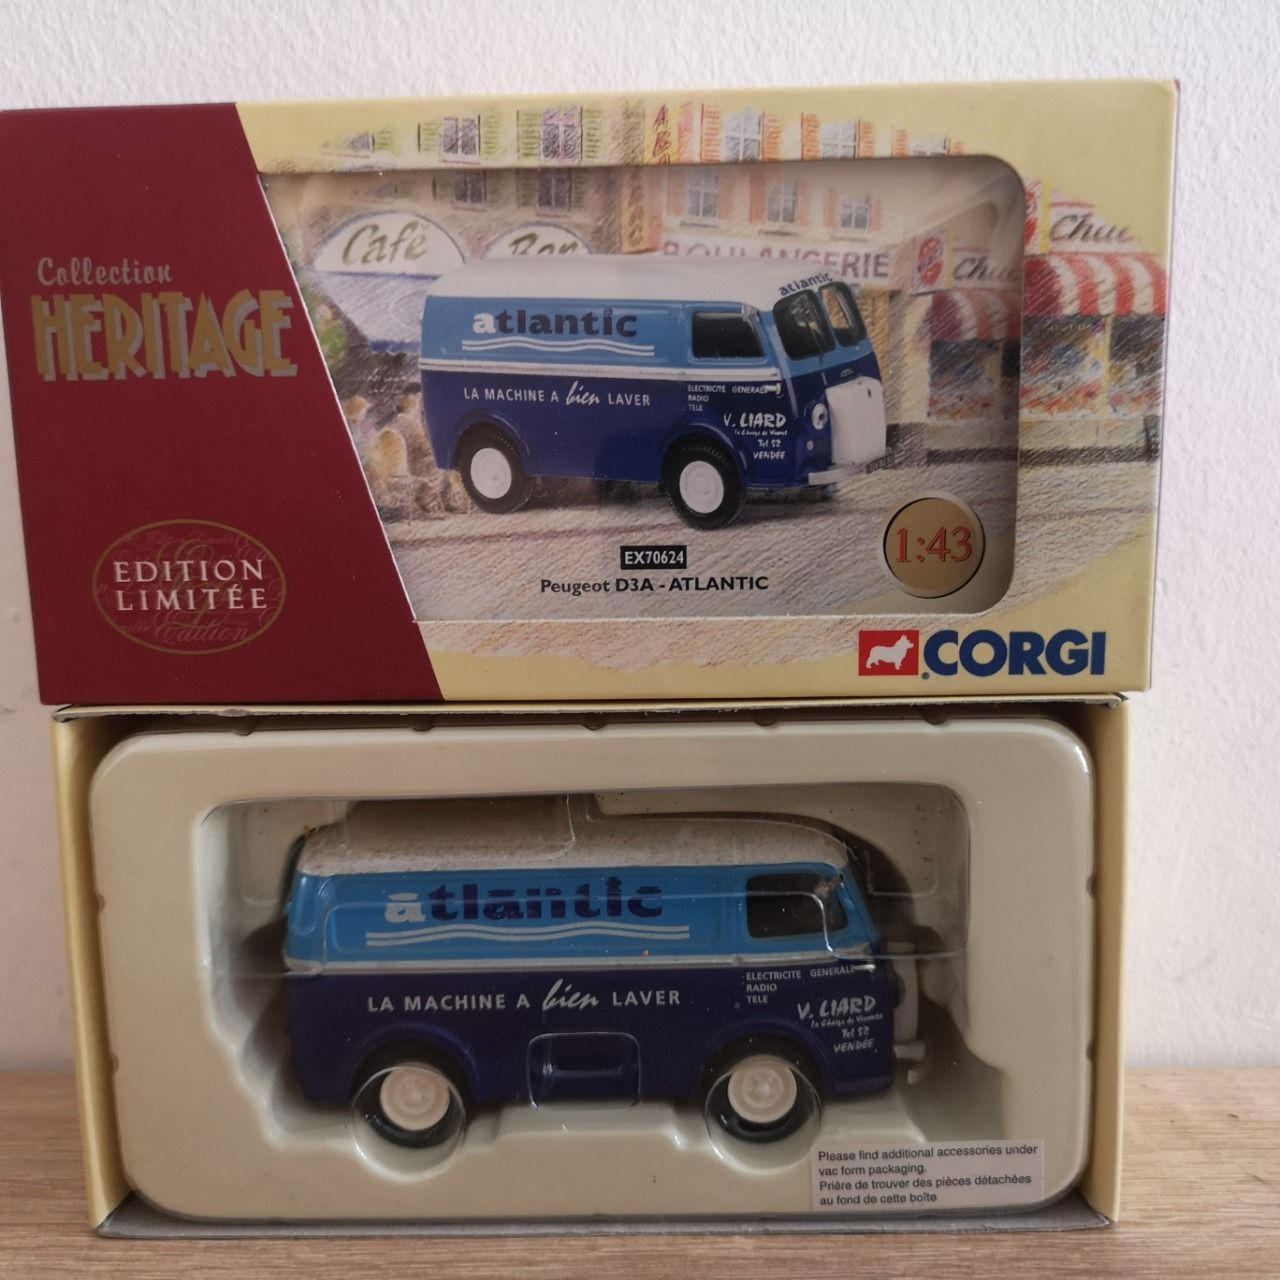 Collection
HERITAGE
EDITION
LIMITÉE
Edition
Café
Bar
BOULANGERIE
atlantic
atlantic
LA MACHINE A bien LAVER
ELECTRICITE GENERALE
RADIO
TELE
V. LIARD
Tel 52
VENDÉE
EX70624
Peugeot D3A - ATLANTIC
1:43
CORGI
atlantic
LA MACHINE A bien LAVER
ELECTRICITE GENERALE
RADIO
TELE
V. LIARD
Tel 52
VENDÉE
Please find additional accessories under
vac form packaging.
Prière de trouver des pièces détachées
au fond de cette boîte